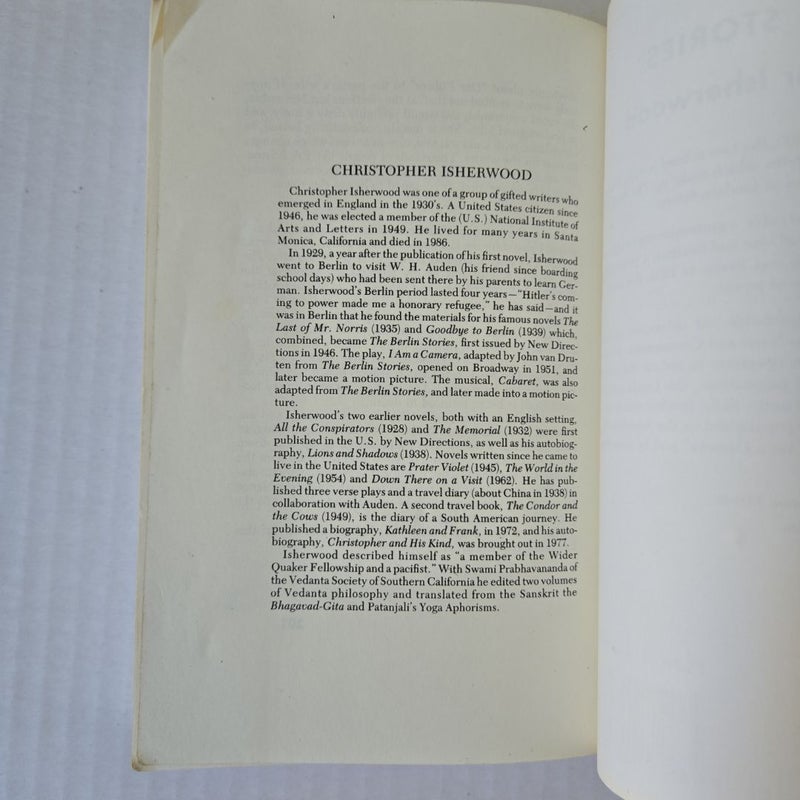 CHRISTOPHER ISHERWOOD
Christopher Isherwood was one of a group of gifted writers who
emerged in England in the 1930's. A United States citizen since
1946, he was elected a member of the (U.S.) National Institute of
Arts and Letters in 1949. He lived for many years in Santa
Monica, California and died in 1986.
In 1929, a year after the publication of his first novel, Isherwood
went to Berlin to visit W. H. Auden (his friend since boarding
school days) who had been sent there by his parents to learn Ger-
man. Isherwood's Berlin period lasted four years—"Hitler's com-
ing to power made me a honorary refugee," he has said—and it
was in Berlin that he found the materials for his famous novels The
Last of Mr. Norris (1935) and Goodbye to Berlin (1939) which,
combined, became The Berlin Stories, first issued by New Direc-
tions in 1946. The play, I Am a Camera, adapted by John van Dru-
ten from The Berlin Stories, opened on Broadway in 1951, and
later became a motion picture. The musical, Cabaret, was also
adapted from The Berlin Stories, and later made into a motion pic-
ture.
Isherwood's two earlier novels, both with an English setting,
All the Conspirators (1928) and The Memorial (1932) were first
published in the U.S. by New Directions, as well as his autobiog-
raphy, Lions and Shadows (1938). Novels written since he came to
live in the United States are Prater Violet (1945), The World in the
Evening (1954) and Down There on a Visit (1962). He has pub-
lished three verse plays and a travel diary (about China in 1938) in
collaboration with Auden. A second travel book, The Condor and
the Cows (1949), is the diary of a South American journey. He
published a biography, Kathleen and Frank, in 1972, and his auto-
biography, Christopher and His Kind, was brought out in 1977.
Isherwood described himself as "a member of the Wider
Quaker Fellowship and a pacifist." With Swami Prabhavananda of
the Vedanta Society of Southern California he edited two volumes
of Vedanta philosophy and translated from the Sanskrit the
Bhagavad-Gita and Patanjali's Yoga Aphorisms.